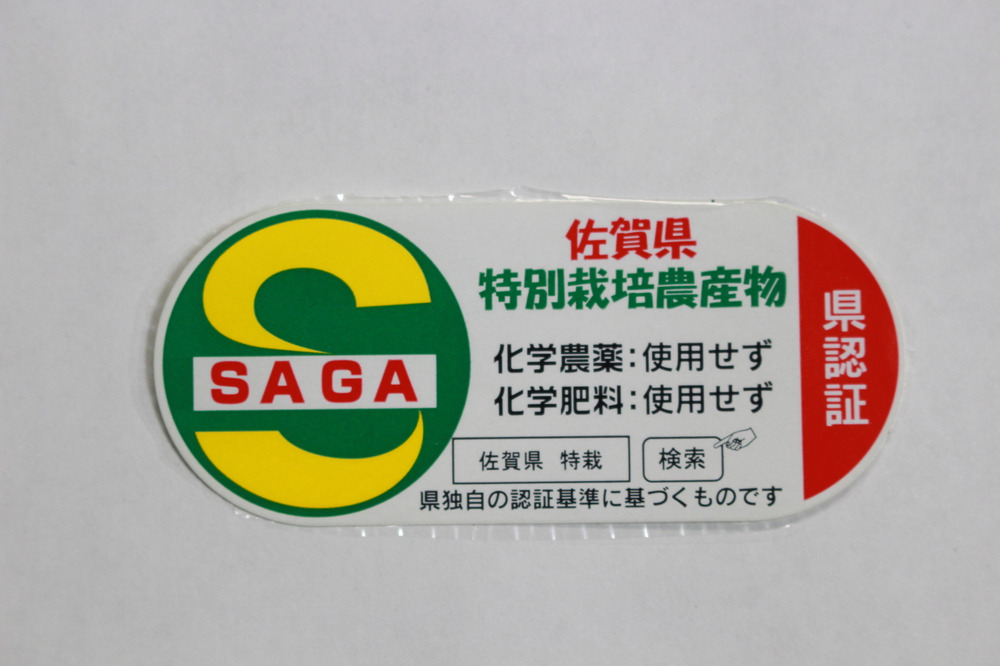 SAGA
佐賀県
特別栽培農産物
化学農薬:使用せず
化学肥料:使用せず
佐賀県 特栽 検索
県独自の認証基準に基づくものです
県認証